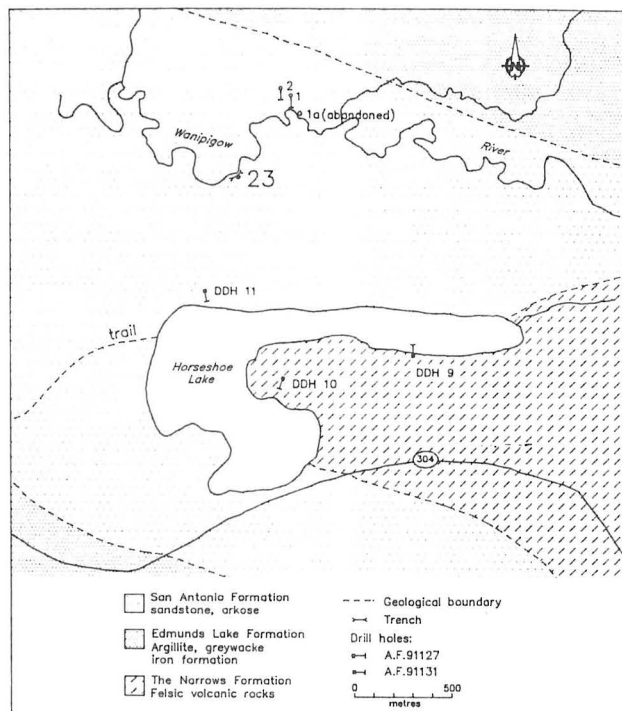 N
2
1
1a (abandoned)
Wanipigow
River
23
DDH 11
trail
Horseshoe
Lake
DDH 9
DDH 10
304
San Antonio Formation
sandstone, arkose
Edmunds Lake Formation
Argillite, greywacke
iron formation
The Narrows Formation
Felsic volcanic rocks
Geological boundary
Trench
Drill holes:
A.F.91127
A.F.91131
0 500
metres